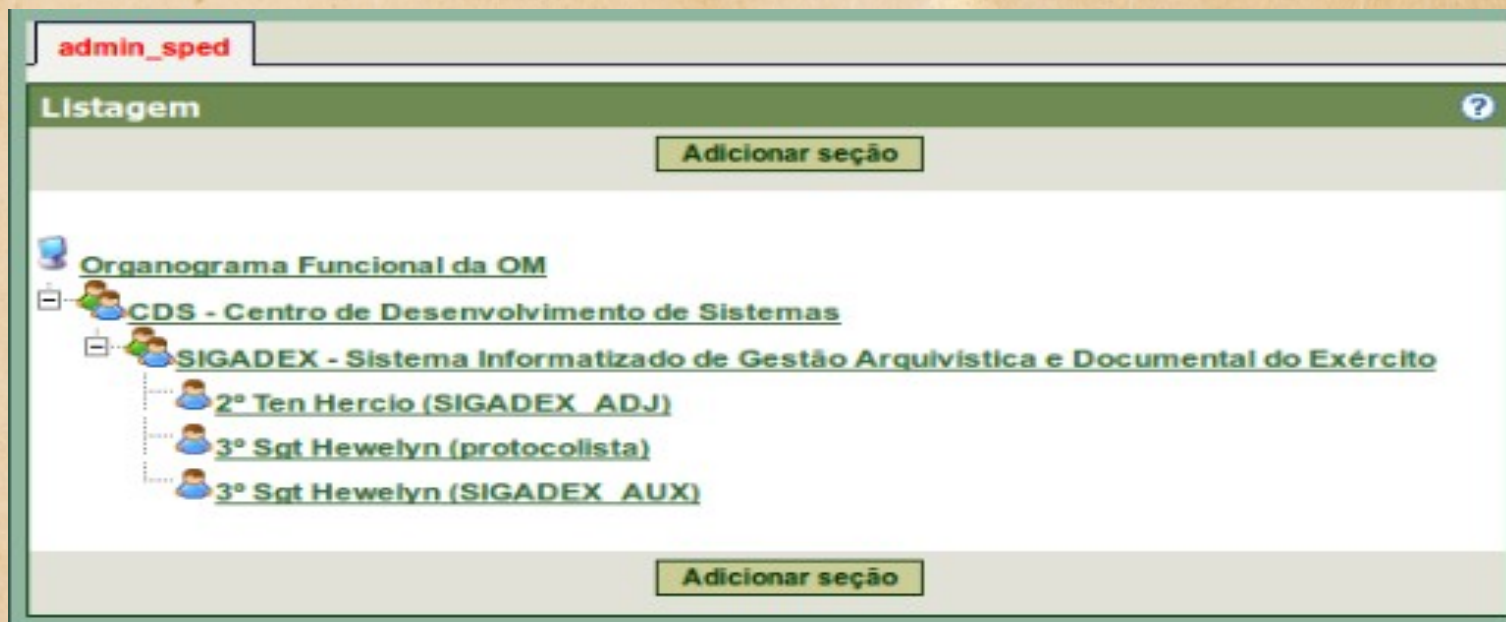 admin_sped
Listagem
?
Adicionar seção
Organograma Funcional da OM
CDS - Centro de Desenvolvimento de Sistemas
SIGADEX - Sistema Informatizado de Gestão Arquivística e Documental do Exército
2º Ten Hercio (SIGADEX_ADJ)
3º Sgt Hewelyn (protocolista)
3º Sgt Hewelyn (SIGADEX_AUX)
Adicionar seção